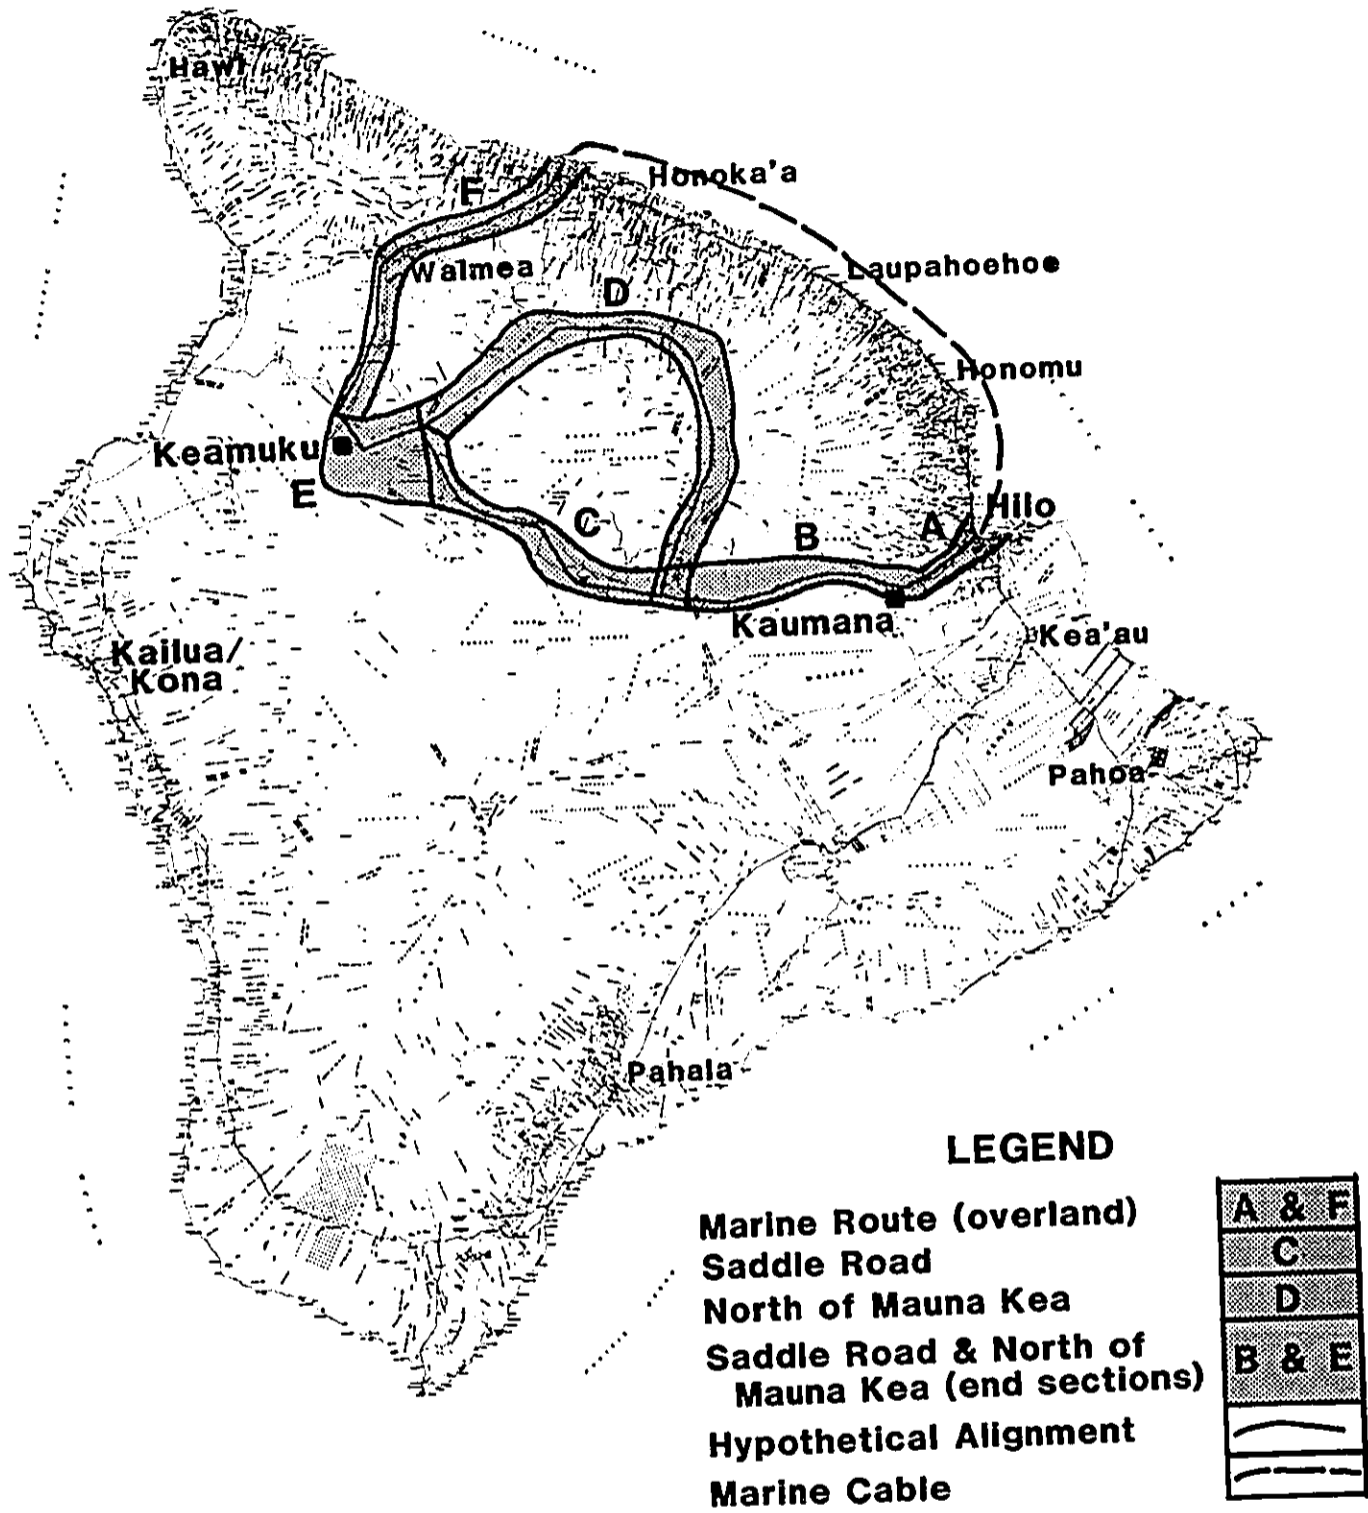 Hawi
Honoka'a
F
Waimea
Laupahoehoe
D
Honomu
Keamuku
E
Hilo
C
B
A
Kaumana
Kea'au
Kailua/
Kona
Pahoa
Pahala
LEGEND
Marine Route (overland)
A & F
Saddle Road
C
North of Mauna Kea
D
Saddle Road & North of
Mauna Kea (end sections)
B & E
Hypothetical Alignment
Marine Cable